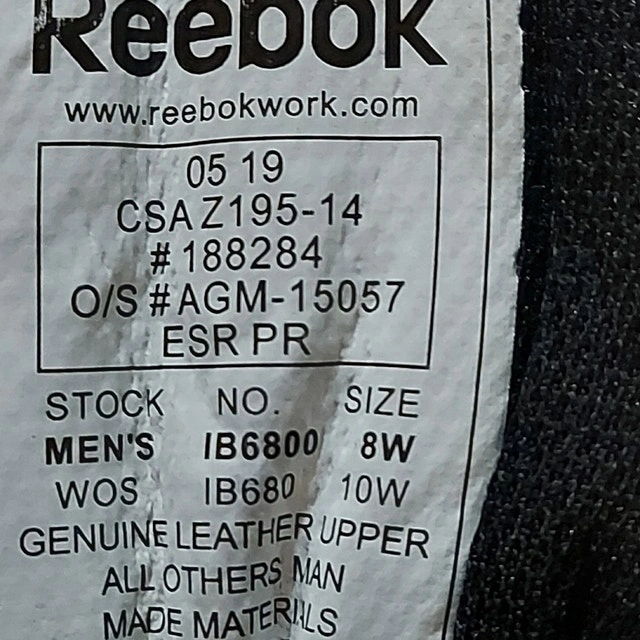 Reebok
www.reebokwork.com
05 19
CSA Z195-14
# 188284
O/S # AGM-15057
ESR PR
STOCK NO. SIZE
MEN'S IB6800 8W
WOS IB680 10W
GENUINE LEATHER UPPER
ALL OTHERS MAN
MADE MATERIALS